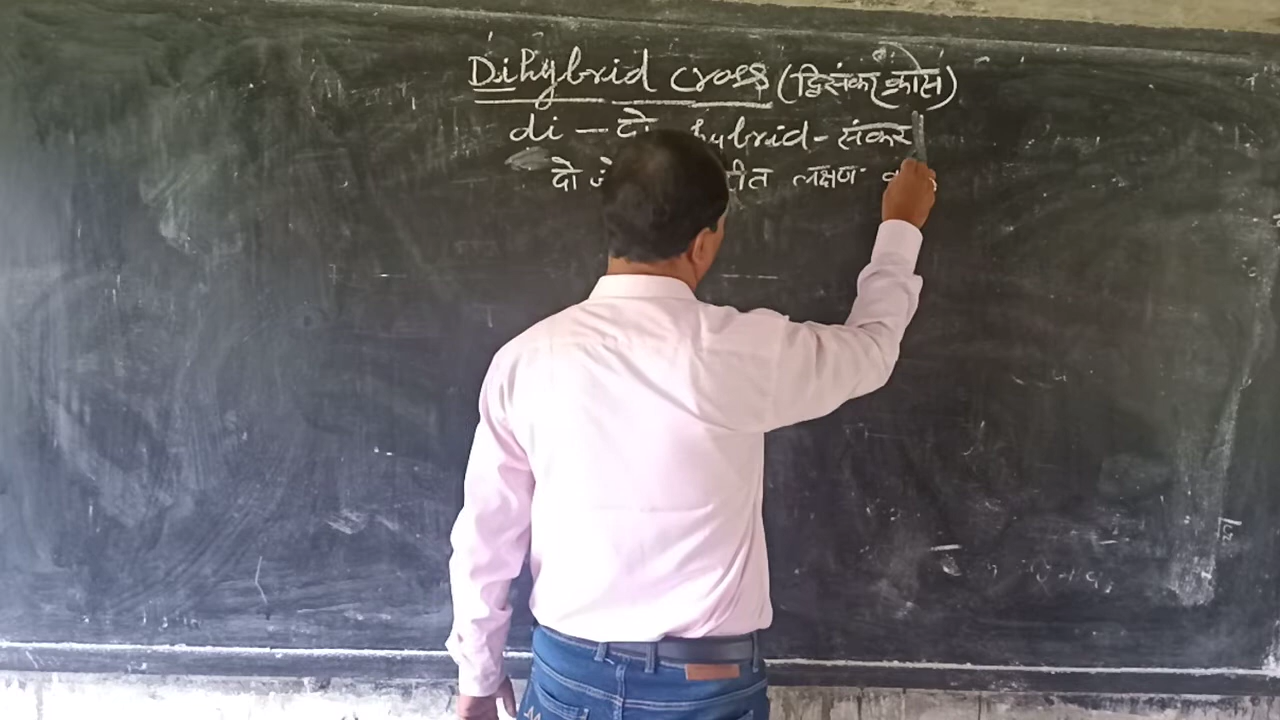 Dihybrid cross (द्विसंकर क्रोस)
di – दो hybrid - संकर
दो लक्षण